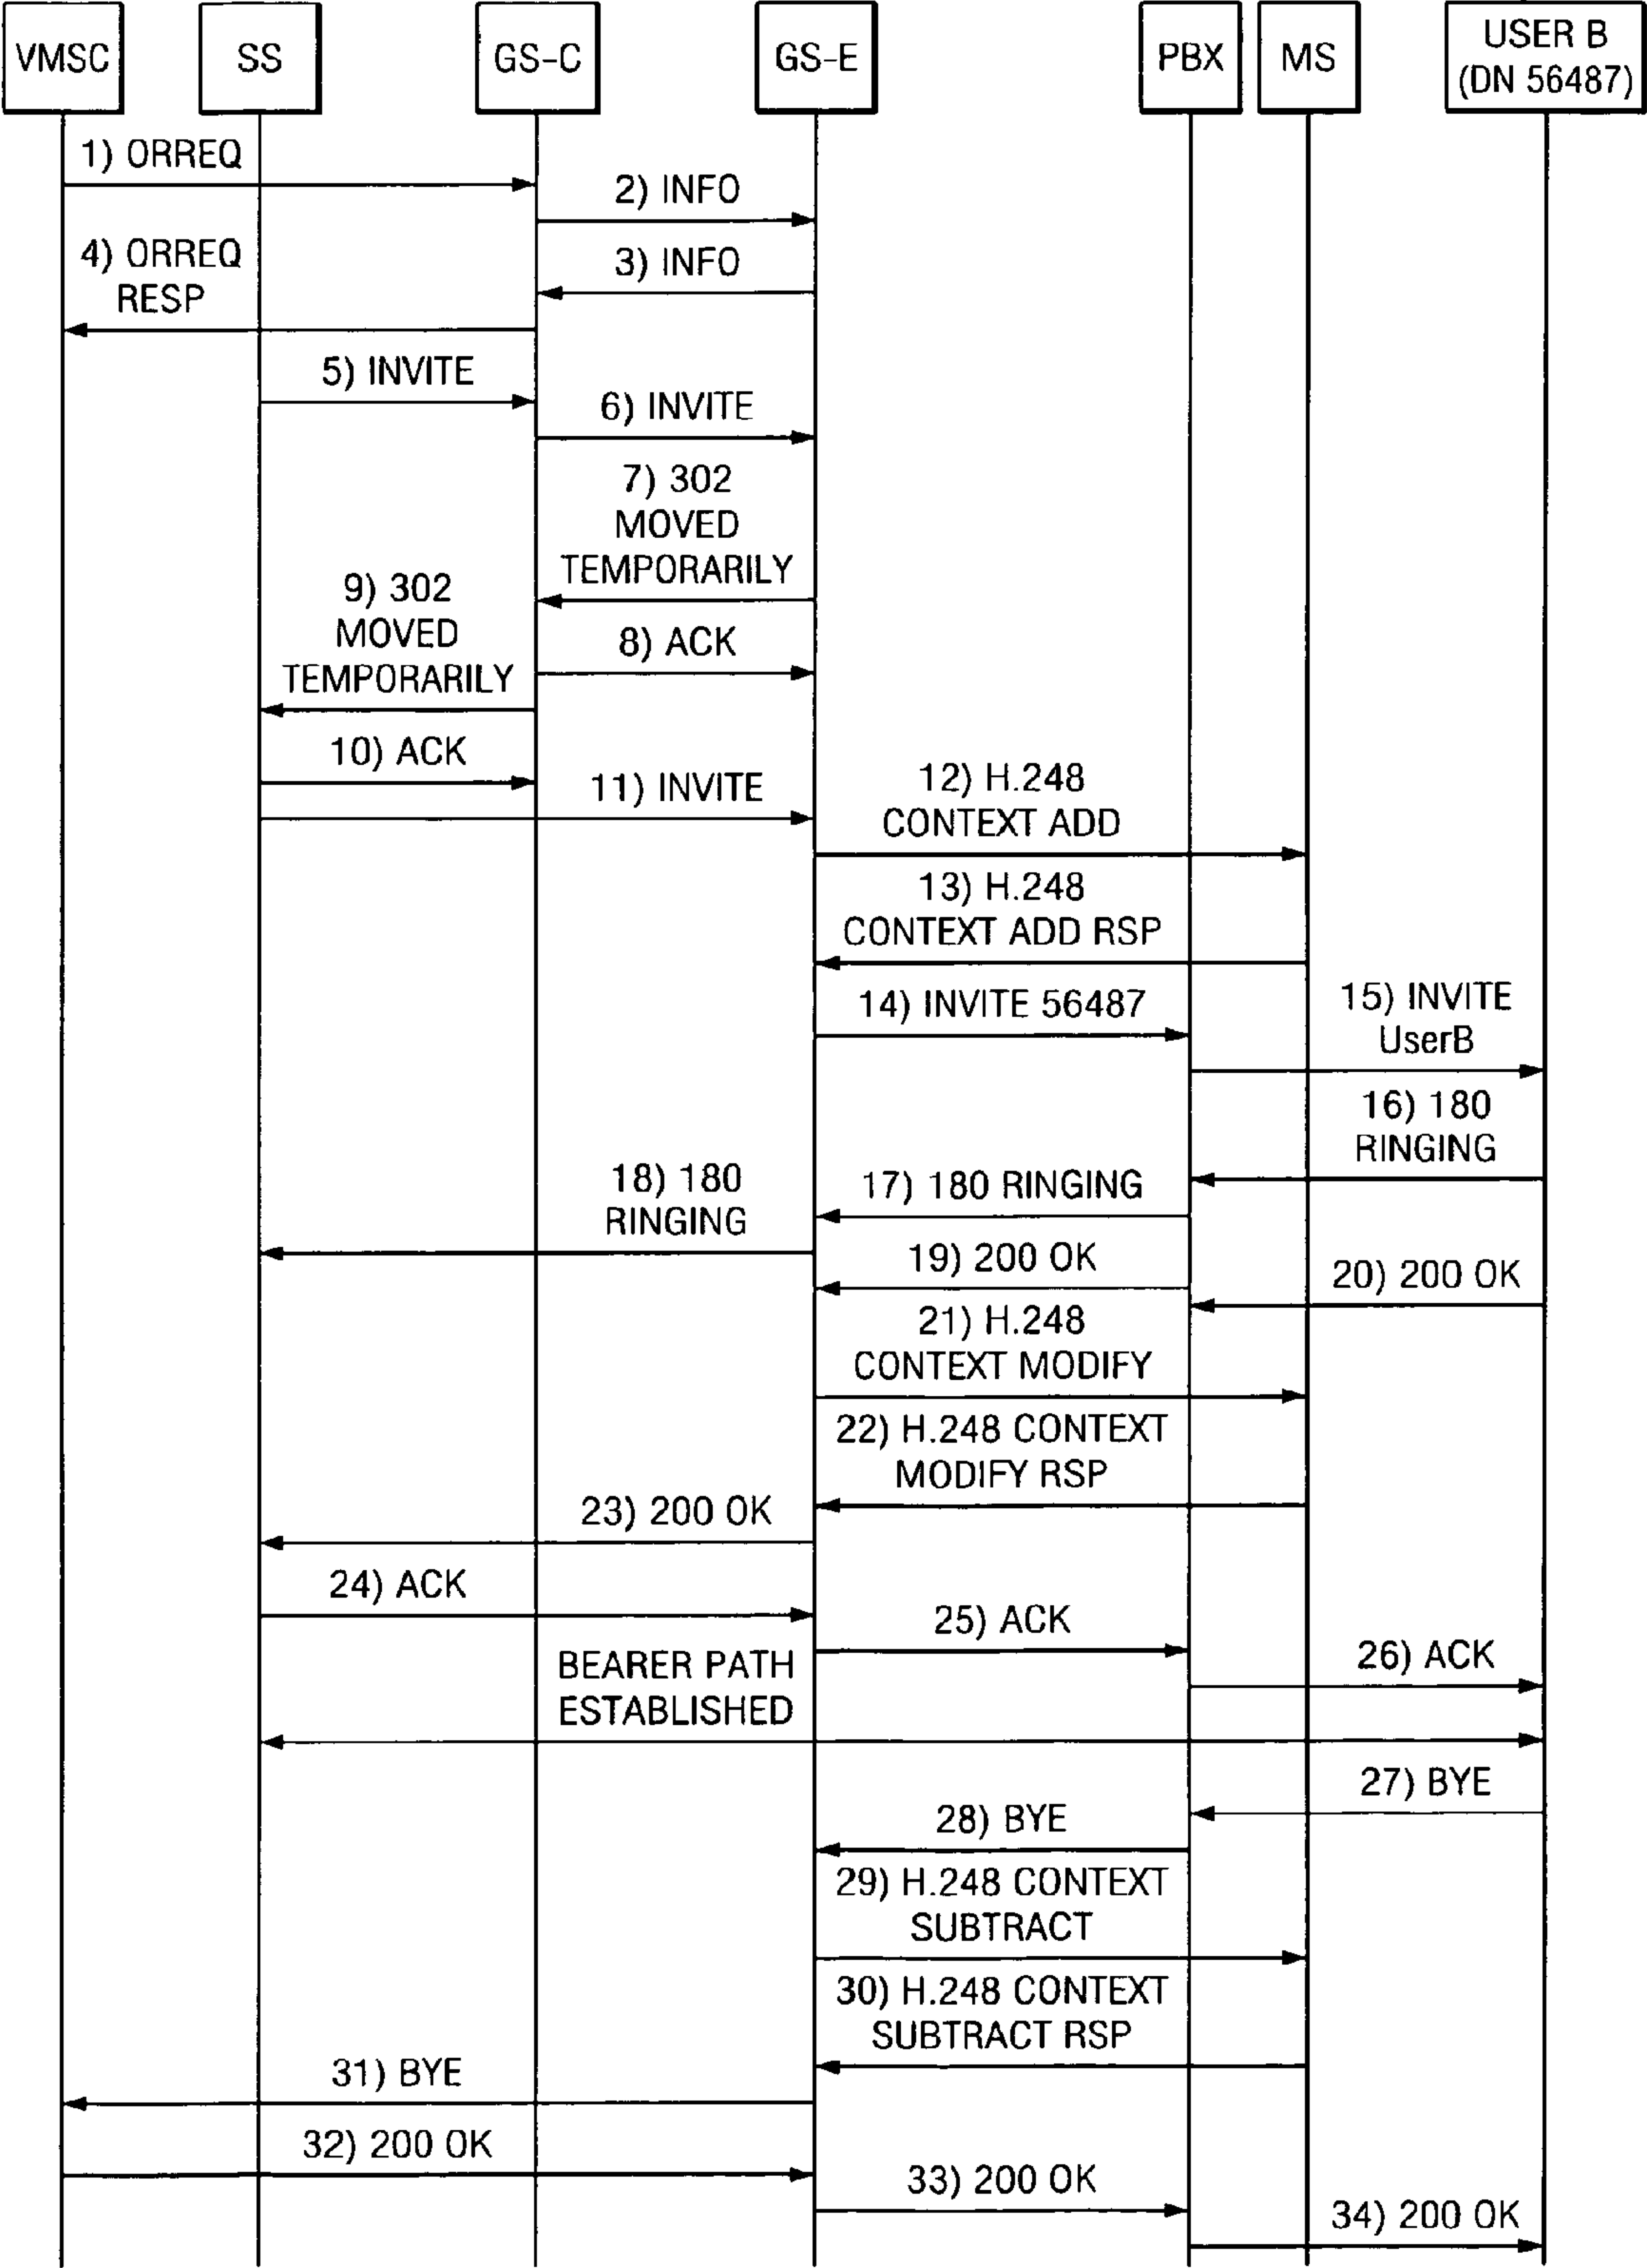 VMSC
SS
GS-C
GS-E
PBX
MS
USER B
(DN 56487)
1) ORREQ
2) INFO
3) INFO
4) ORREQ
RESP
5) INVITE
6) INVITE
7) 302
MOVED
TEMPORARILY
8) ACK
9) 302
MOVED
TEMPORARILY
10) ACK
11) INVITE
12) H.248
CONTEXT ADD
13) H.248
CONTEXT ADD RSP
14) INVITE 56487
15) INVITE
UserB
16) 180
RINGING
17) 180 RINGING
18) 180
RINGING
19) 200 OK
20) 200 OK
21) H.248
CONTEXT MODIFY
22) H.248 CONTEXT
MODIFY RSP
23) 200 OK
24) ACK
25) ACK
26) ACK
BEARER PATH
ESTABLISHED
27) BYE
28) BYE
29) H.248 CONTEXT
SUBTRACT
30) H.248 CONTEXT
SUBTRACT RSP
31) BYE
32) 200 OK
33) 200 OK
34) 200 OK